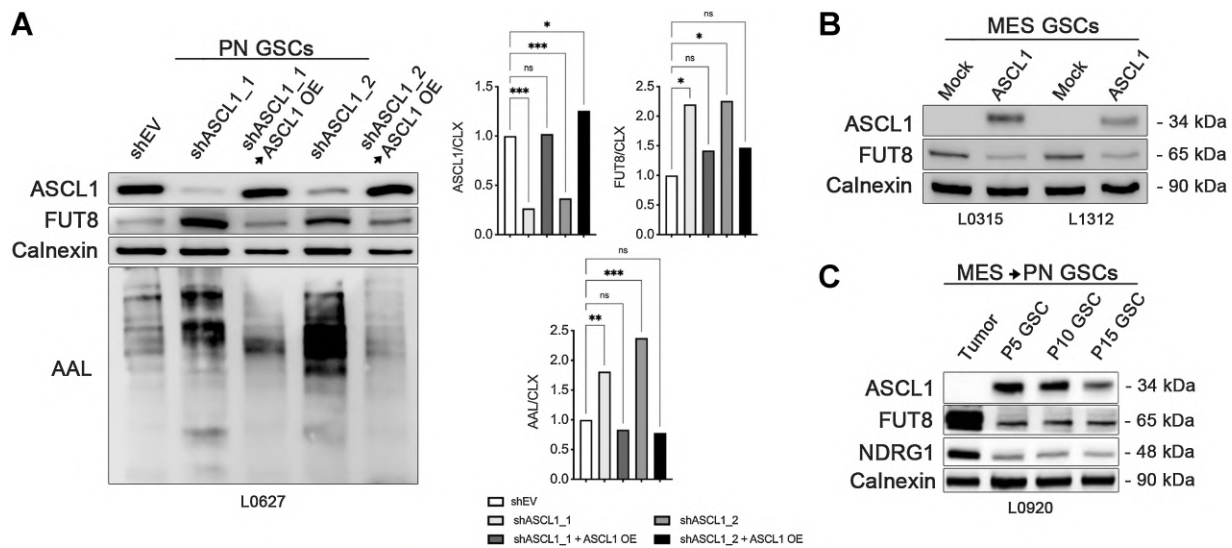 A
PN GSCs
shEV
shASCL1_1
shASCL1_1
➔ASCL1 OE
shASCL1_2
shASCL1_2
➔ASCL1 OE
ASCL1
FUT8
Calnexin
AAL
L0627
ASCL1/CLX
1.5
1.0
0.5
0.0
***
ns
***
*
FUT8/CLX
2.5
2.0
1.5
1.0
0.5
0.0
*
ns
*
ns
AAL/CLX
2.5
2.0
1.5
1.0
0.5
0.0
**
ns
***
ns
shEV
shASCL1_1
shASCL1_2
shASCL1_1 + ASCL1 OE
shASCL1_2 + ASCL1 OE
B
MES GSCs
Mock
ASCL1
Mock
ASCL1
ASCL1
- 34 kDa
FUT8
- 65 kDa
Calnexin
- 90 kDa
L0315
L1312
C
MES➔PN GSCs
Tumor
P5 GSC
P10 GSC
P15 GSC
ASCL1
- 34 kDa
FUT8
- 65 kDa
NDRG1
- 48 kDa
Calnexin
- 90 kDa
L0920